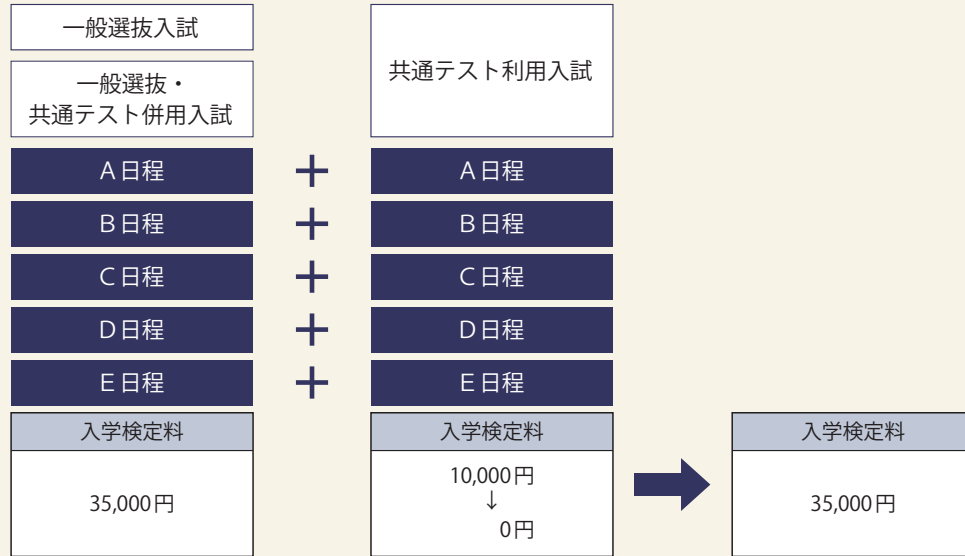 一般選抜入試
一般選抜・
共通テスト併用入試
共通テスト利用入試
A日程
＋
A日程
B日程
＋
B日程
C日程
＋
C日程
D日程
＋
D日程
E日程
＋
E日程
入学検定料
入学検定料
入学検定料
35,000円
10,000円
↓
0円
35,000円